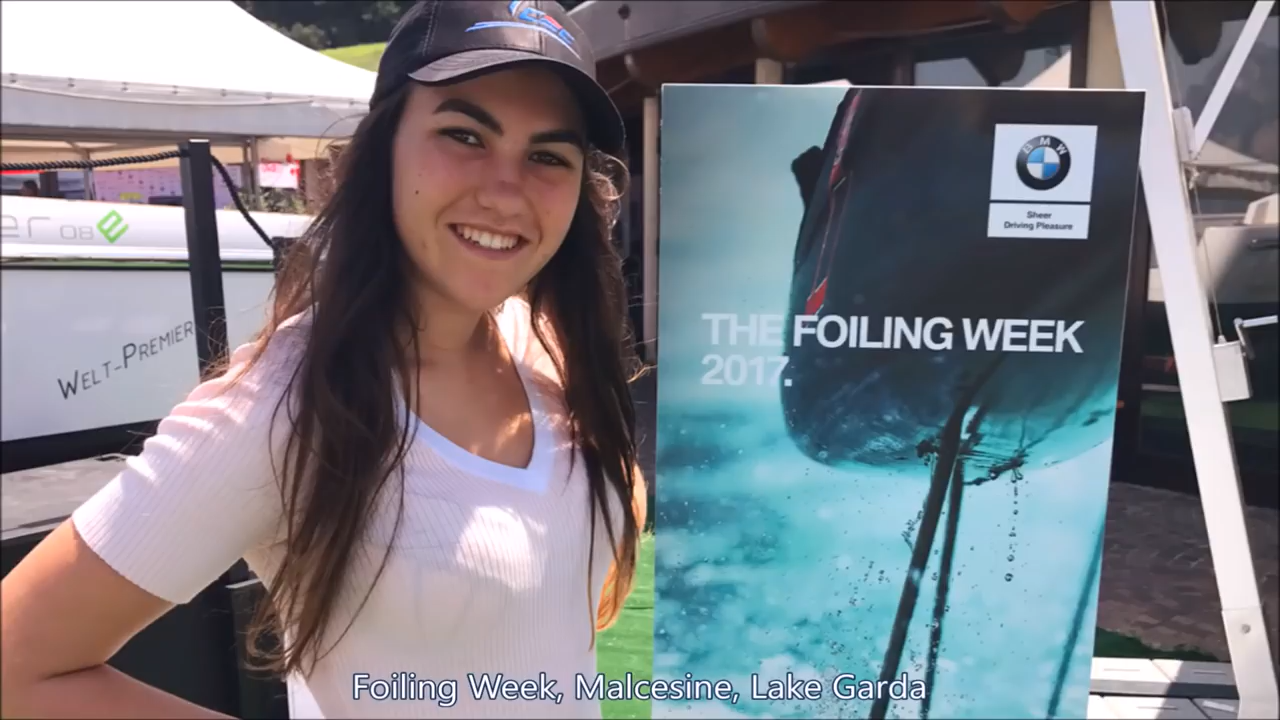 er 08
WELT-PREMIER
BMW
Sheer
Driving Pleasure
THE FOILING WEEK
2017.
Foiling Week, Malcesine, Lake Garda